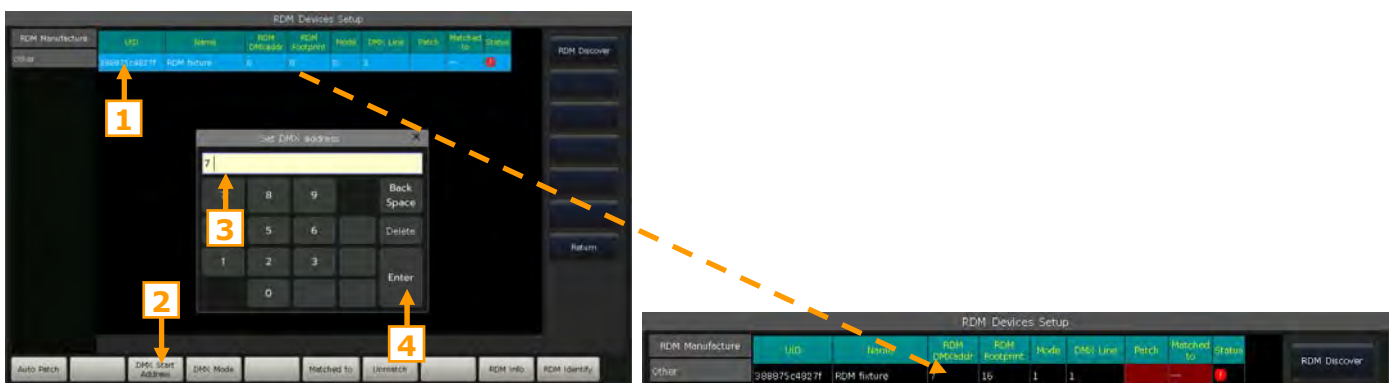 RDM Devices Setup
RDM Manufacture
UID
Name
RDM DMXaddr
RDM Footprint
Mode
DMX Line
Patch
Matched to
Status
RDM Discover
Other
388875c4827f
RDM fixture
1
Set DMX address
X
7
7
8
9
Back Space
3
5
6
Delete
1
2
3
Enter
0
Return
2
4
Auto Patch
DMX Start Address
DMX Mode
Matched to
Unmatch
RDM Info
RDM Identify
RDM Devices Setup
RDM Manufacture
UID
Name
RDM DMXaddr
RDM Footprint
Mode
DMX Line
Patch
Matched to
Status
RDM Discover
Other
388875c4827f
RDM fixture
7
16
1
1
---
!